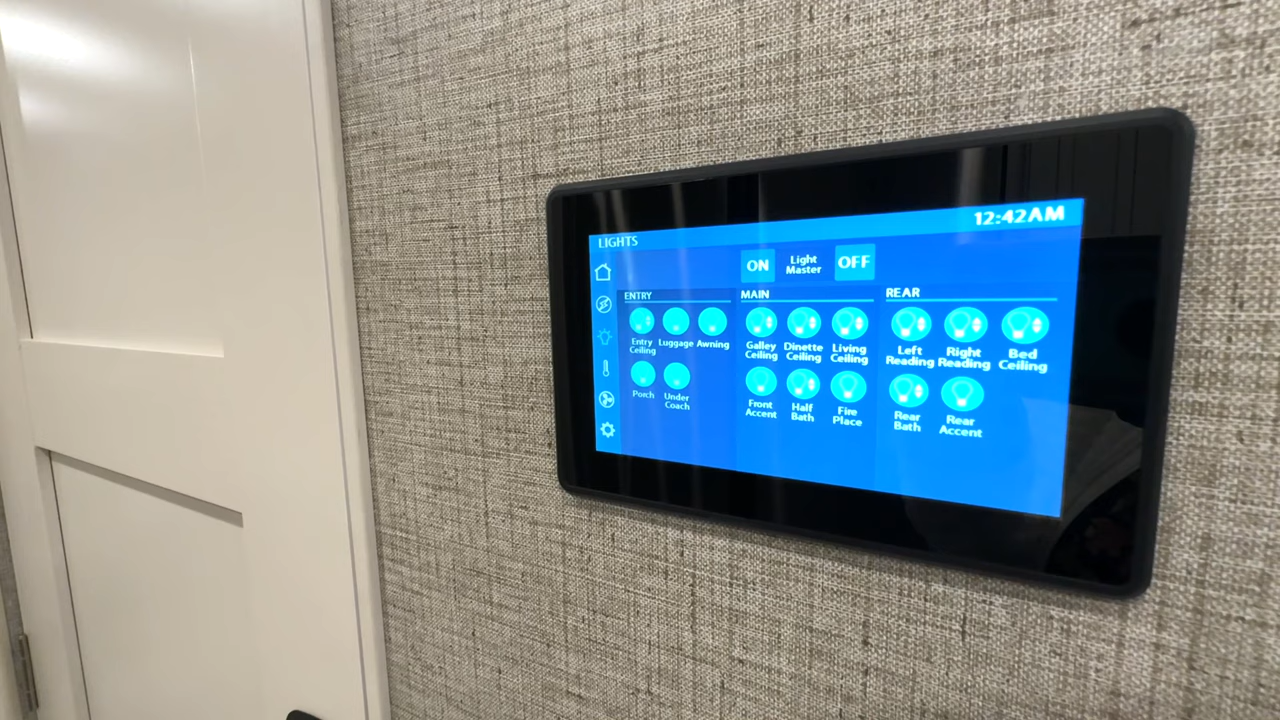 12:42AM
LIGHTS
ON Light Master OFF
ENTRY
Entry Ceiling Luggage Awning
Porch Under Coach
MAIN
Galley Ceiling Dinette Ceiling Living Ceiling
Front Accent Half Bath Fire Place
REAR
Left Reading Right Reading Bed Ceiling
Rear Bath Rear Accent